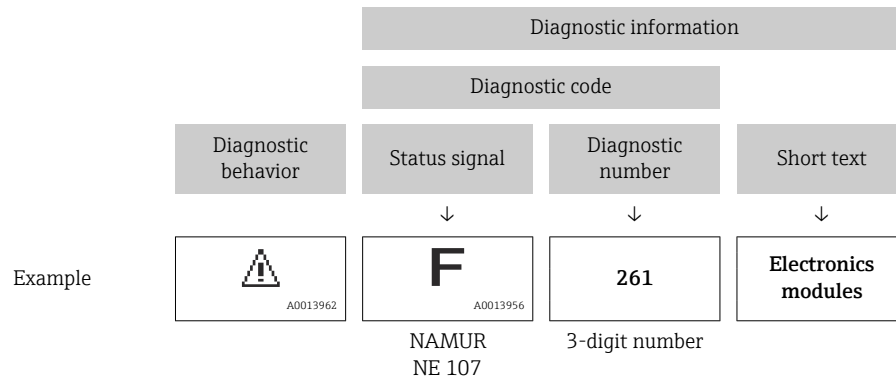 Diagnostic information
Diagnostic code
Diagnostic
behavior
Status signal
Diagnostic
number
Short text
↓ ↓ ↓
Example
A0013962
F
A0013956
261
Electronics
modules
NAMUR
NE 107
3-digit number